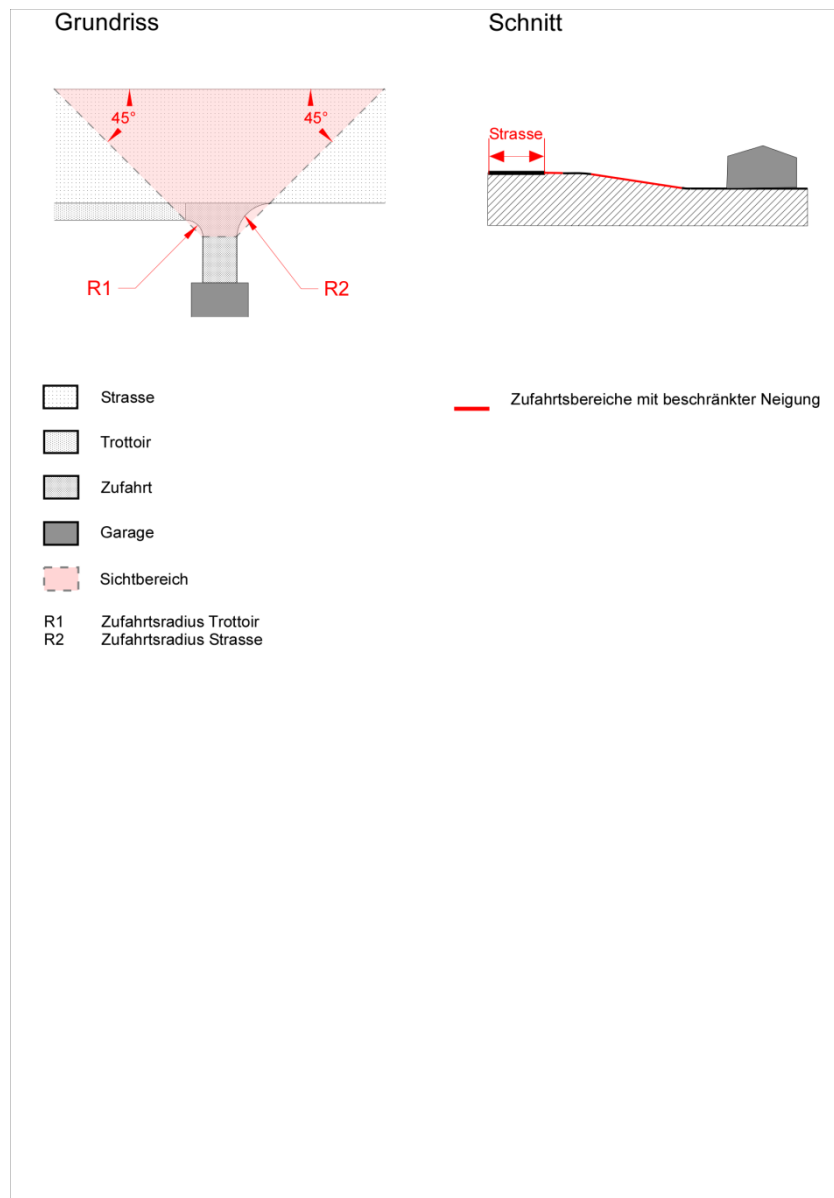 Grundriss
45°
45°
R1
R2
Strasse
Trottoir
Zufahrt
Garage
Sichtbereich
R1 Zufahrtsradius Trottoir
R2 Zufahrtsradius Strasse
Schnitt
Strasse
Zufahrtsbereiche mit beschränkter Neigung